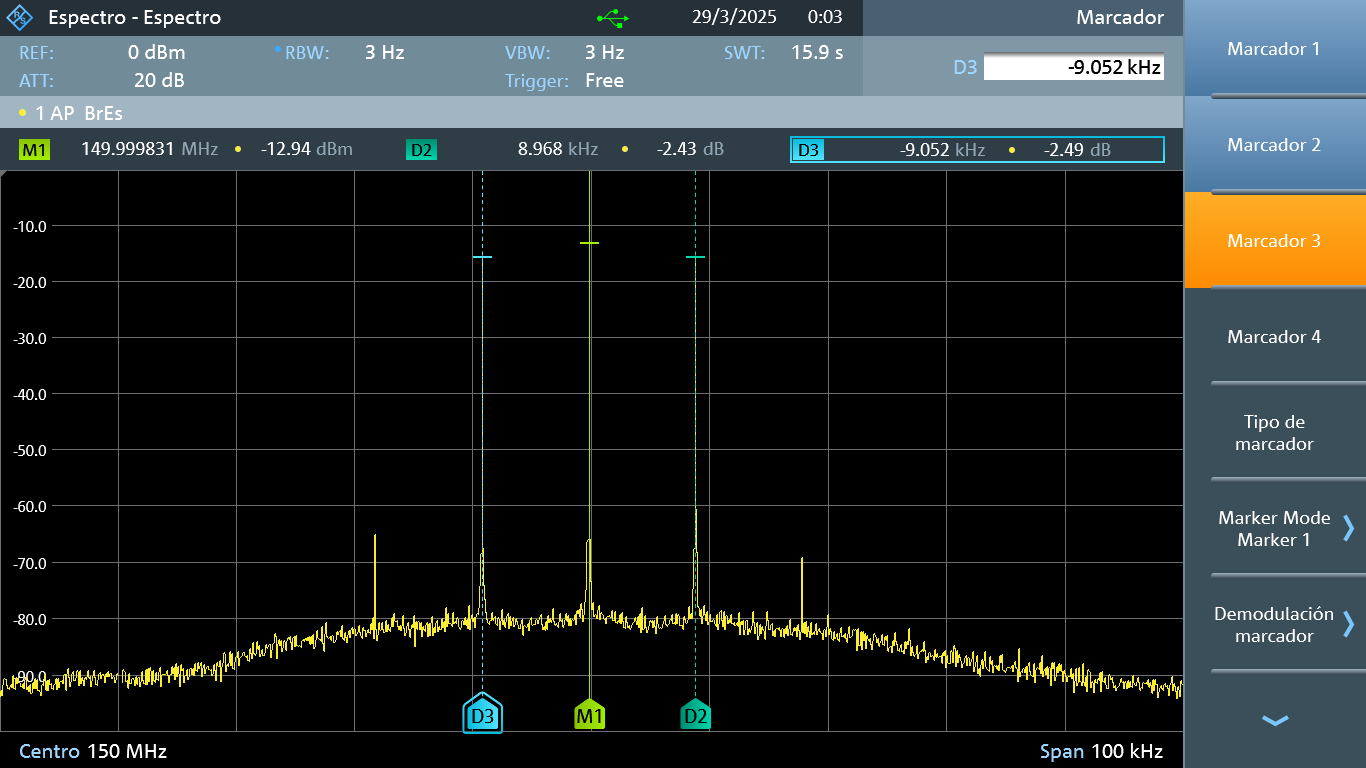 Espectro - Espectro 29/3/2025 0:03 Marcador
REF: 0 dBm RBW: 3 Hz VBW: 3 Hz SWT: 15.9 s
ATT: 20 dB Trigger: Free
D3 -9.052 kHz
1 AP BrEs
M1 149.999831 MHz • -12.94 dBm D2 8.968 kHz • -2.43 dB D3 -9.052 kHz • -2.49 dB
-10.0
-20.0
-30.0
-40.0
-50.0
-60.0
-70.0
-80.0
-90.0
D3 M1 D2
Centro 150 MHz Span 100 kHz
Marcador 1
Marcador 2
Marcador 3
Marcador 4
Tipo de
marcador
Marker Mode
Marker 1
Demodulación
marcador